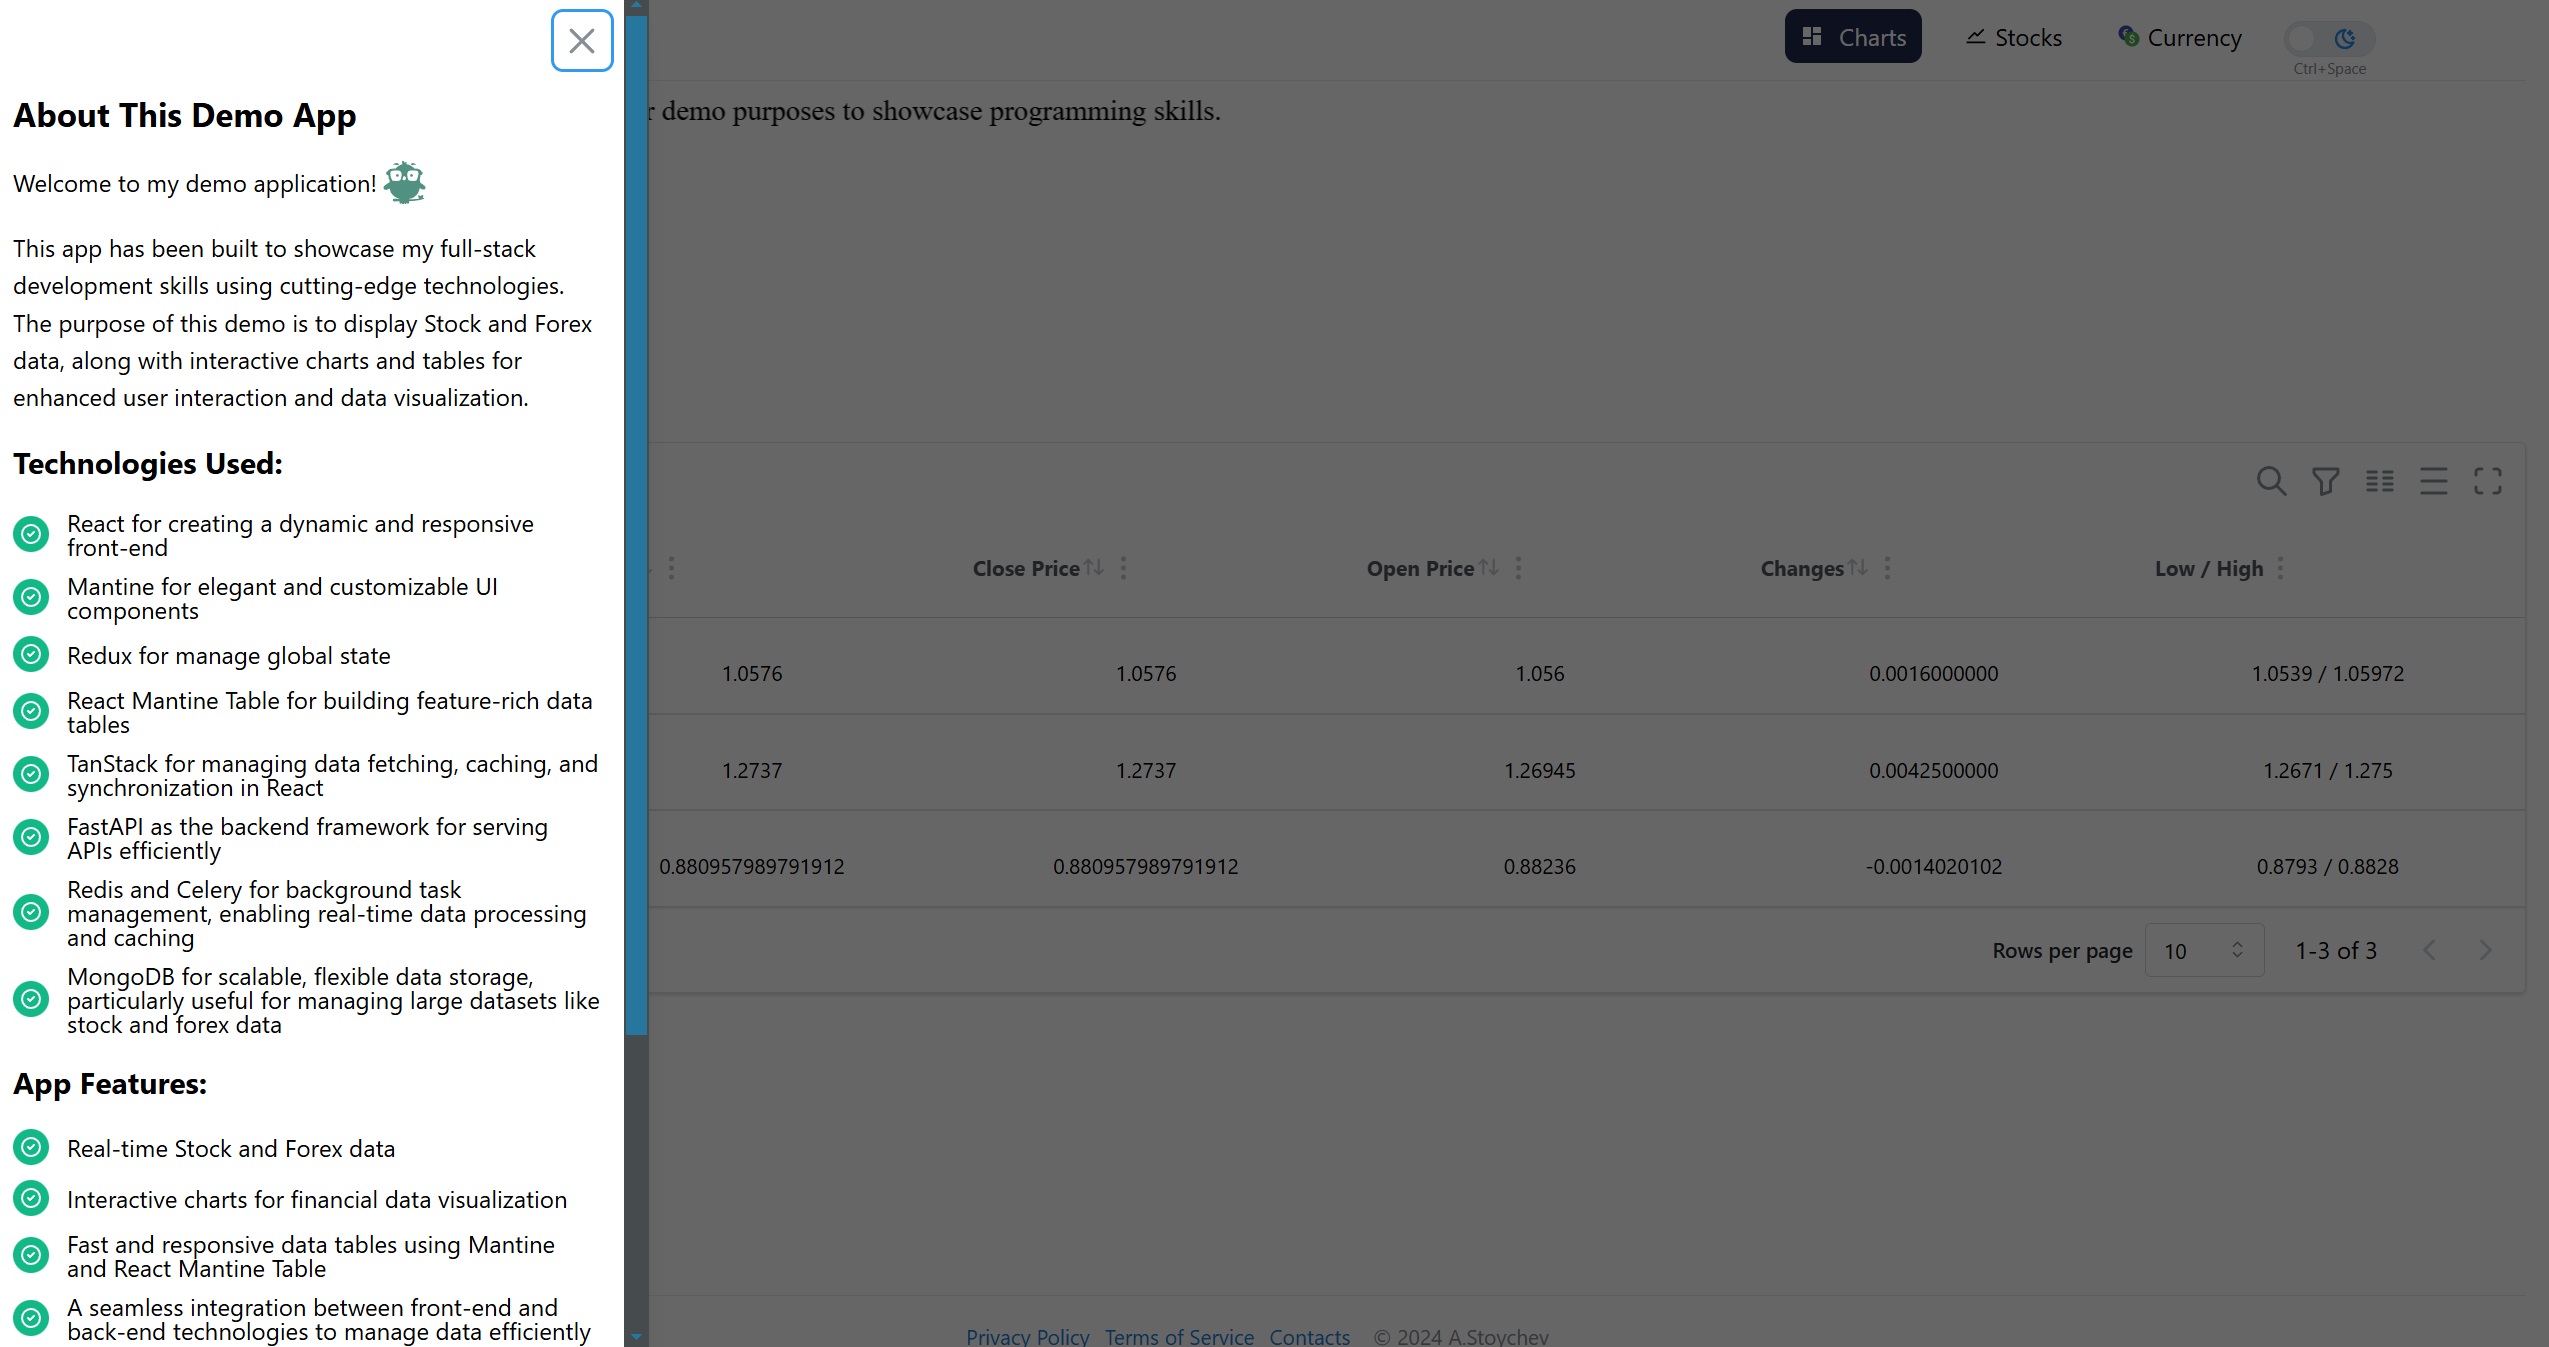 About This Demo App
Welcome to my demo application!
This app has been built to showcase my full-stack
development skills using cutting-edge technologies.
The purpose of this demo is to display Stock and Forex
data, along with interactive charts and tables for
enhanced user interaction and data visualization.
Technologies Used:
React for creating a dynamic and responsive
front-end
Mantine for elegant and customizable UI
components
Redux for manage global state
React Mantine Table for building feature-rich data
tables
TanStack for managing data fetching, caching, and
synchronization in React
FastAPI as the backend framework for serving
APIs efficiently
Redis and Celery for background task
management, enabling real-time data processing
and caching
MongoDB for scalable, flexible data storage,
particularly useful for managing large datasets like
stock and forex data
App Features:
Real-time Stock and Forex data
Interactive charts for financial data visualization
Fast and responsive data tables using Mantine
and React Mantine Table
A seamless integration between front-end and
back-end technologies to manage data efficiently
Charts Stocks Currency
Ctrl+Space
r demo purposes to showcase programming skills.
Close Price Open Price Changes Low / High
1.0576 1.0576 1.056 0.0016000000 1.0539 / 1.05972
1.2737 1.2737 1.26945 0.0042500000 1.2671 / 1.275
0.880957989791912 0.880957989791912 0.88236 -0.0014020102 0.8793 / 0.8828
Rows per page 10 1-3 of 3
Privacy Policy Terms of Service Contacts © 2024 A.Stoychev